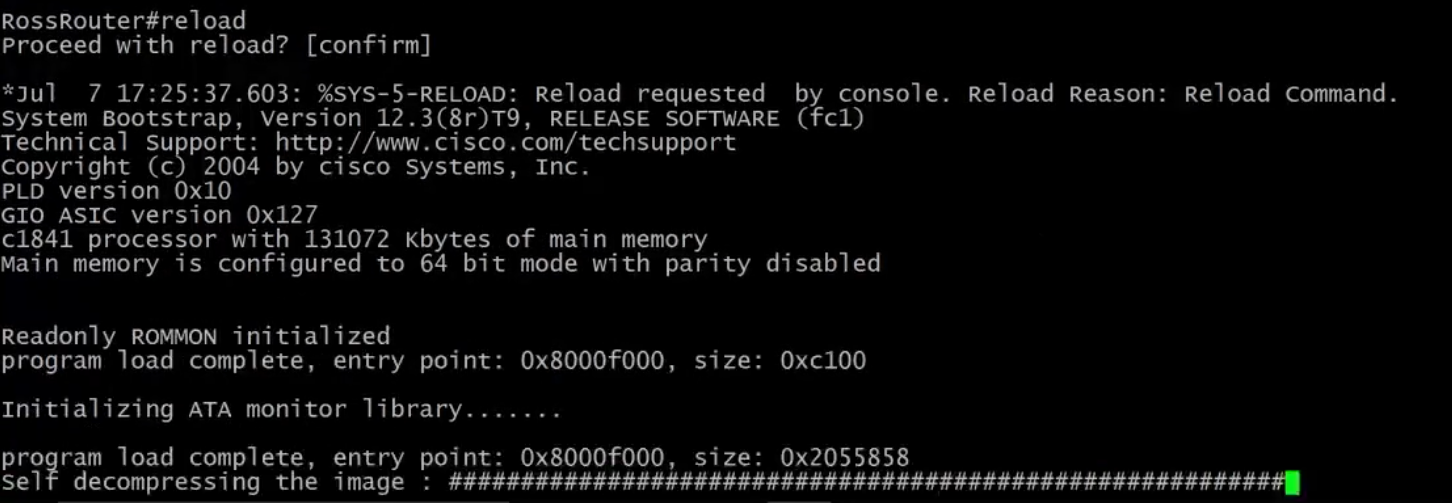 RossRouter#reload
Proceed with reload? [confirm]
*Jul  7 17:25:37.603: %SYS-5-RELOAD: Reload requested  by console. Reload Reason: Reload Command.
System Bootstrap, Version 12.3(8r)T9, RELEASE SOFTWARE (fc1)
Technical Support: http://www.cisco.com/techsupport
Copyright (c) 2004 by cisco Systems, Inc.
PLD version 0x10
GIO ASIC version 0x127
c1841 processor with 131072 Kbytes of main memory
Main memory is configured to 64 bit mode with parity disabled
Readonly ROMMON initialized
program load complete, entry point: 0x8000f000, size: 0xc100
Initializing ATA monitor library.......
program load complete, entry point: 0x8000f000, size: 0x2055858
Self decompressing the image : ##########################################################